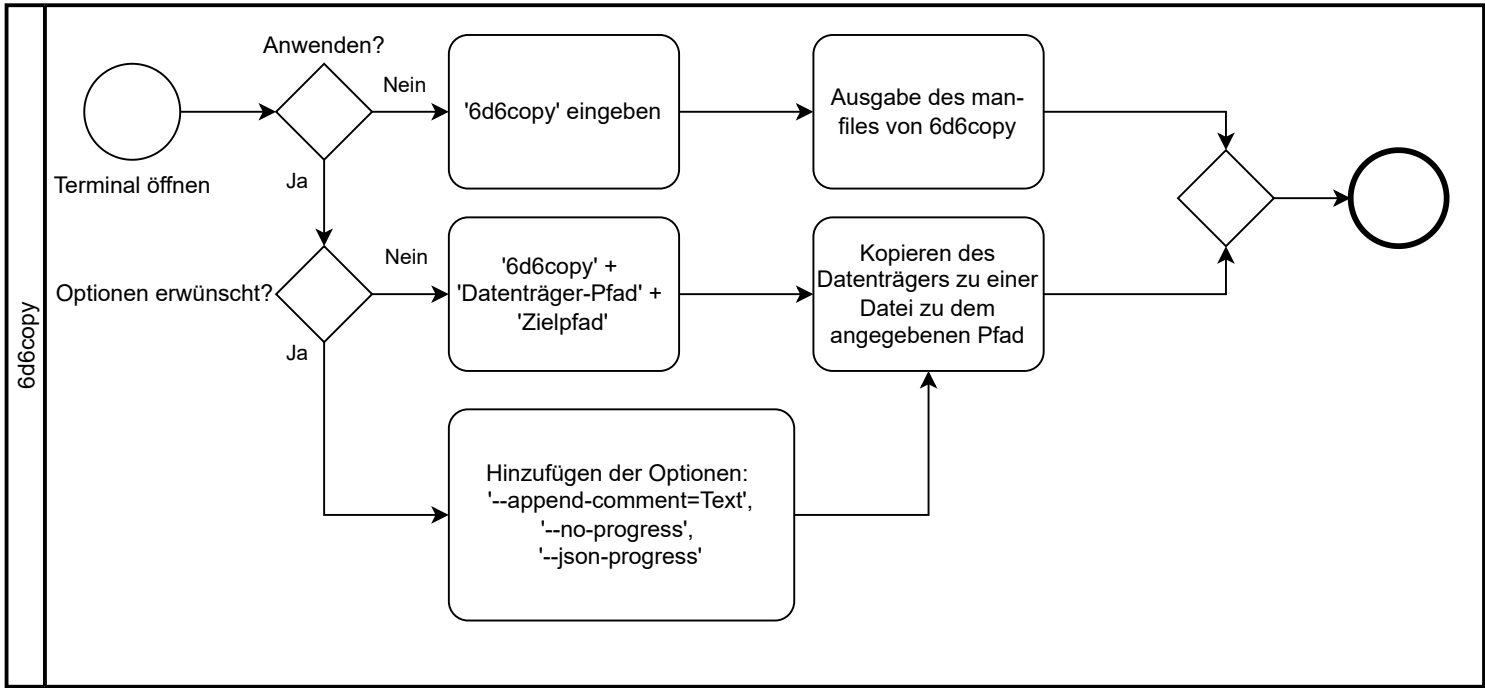 6d6copy
Anwenden?
Nein
'6d6copy' eingeben
Ausgabe des man-
files von 6d6copy
Terminal öffnen
Ja
Optionen erwünscht?
Nein
'6d6copy' +
'Datenträger-Pfad' +
'Zielpfad'
Kopieren des
Datenträgers zu einer
Datei zu dem
angegebenen Pfad
Ja
Hinzufügen der Optionen:
'--append-comment=Text',
'--no-progress',
'--json-progress'